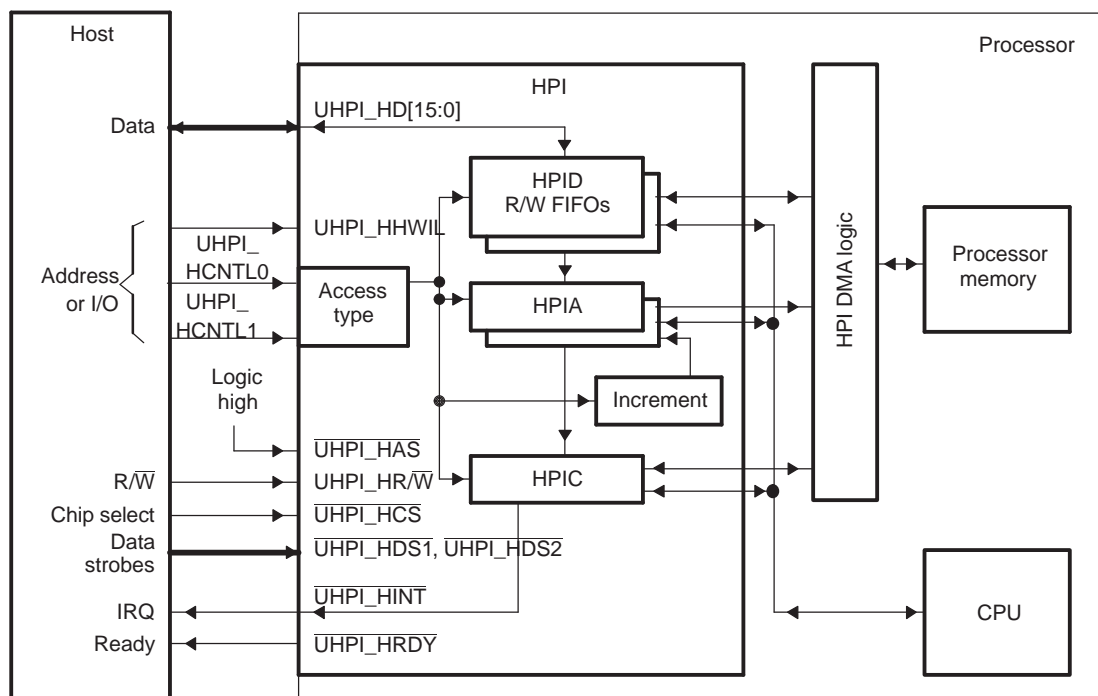 Host
Processor
HPI
Data
UHPI_HD[15:0]
HPID
R/W FIFOs
UHPI_HHWIL
UHPI_
HCNTL0
Address
or I/O
UHPI_
HCNTL1
Access
type
HPIA
HPI DMA logic
Processor
memory
Logic
high
Increment
UHPI_HAS
R/W
UHPI_HR/W
HPIC
Chip select
UHPI_HCS
Data
strobes
UHPI_HDS1, UHPI_HDS2
IRQ
UHPI_HINT
CPU
Ready
UHPI_HRDY